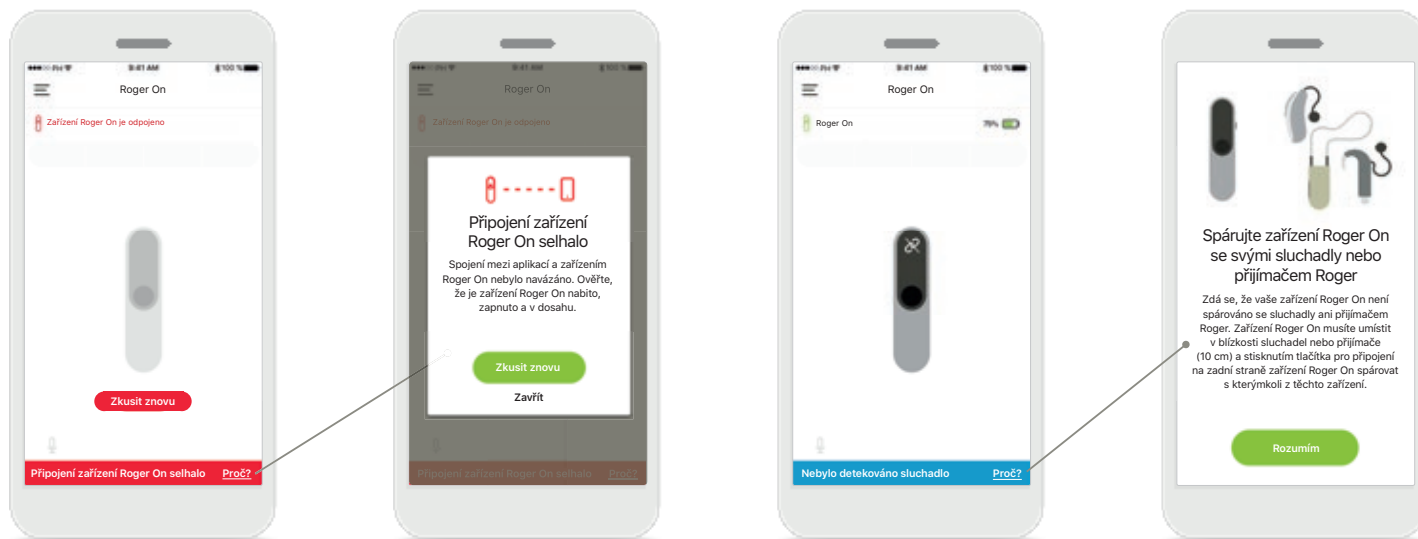 9:41 AM
100 %
Roger On
Zařízení Roger On je odpojeno
Zkusit znovu
Připojení zařízení Roger On selhalo Proč?
9:41 AM
100 %
Roger On
Zařízení Roger On je odpojeno
Připojení zařízení
Roger On selhalo
Spojení mezi aplikací a zařízením
Roger On nebylo navázáno. Ověřte,
že je zařízení Roger On nabito,
zapnuto a v dosahu.
Zkusit znovu
Zavřít
Připojení zařízení Roger On selhalo Proč?
9:41 AM
100 %
Roger On
Roger On
Nebylo detekováno sluchadlo Proč?
Spárujte zařízení Roger On
se svými sluchadly nebo
přijímačem Roger
Zdá se, že vaše zařízení Roger On není
spárováno se sluchadly ani přijímačem
Roger. Zařízení Roger On musíte umístit
v blízkosti sluchadel nebo přijímače
(10 cm) a stisknutím tlačítka pro připojení
na zadní straně zařízení Roger On spárovat
s kterýmkoli z těchto zařízení.
Rozumím